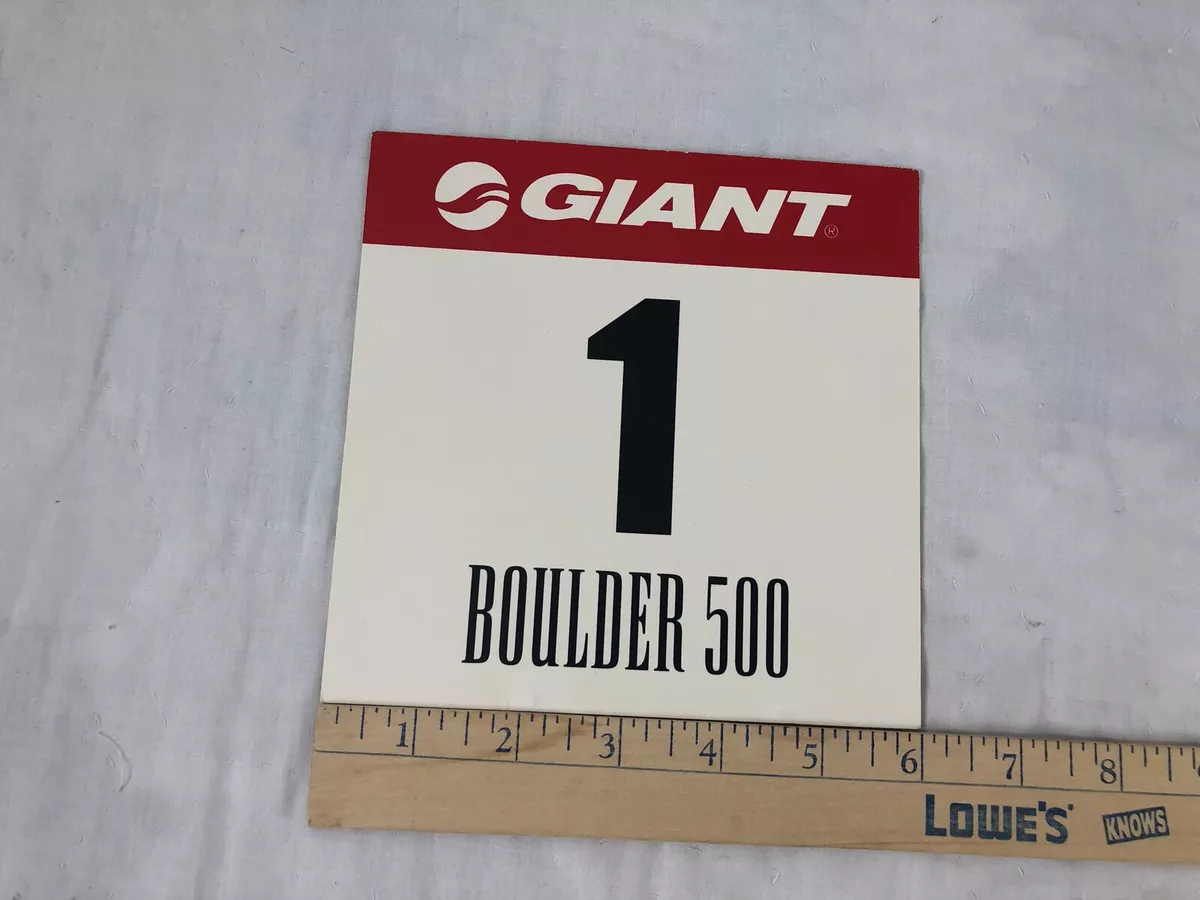 GIANT®
1
BOULDER 500
1 2 3 4 5 6 7 8
LOWE'S KNOWS